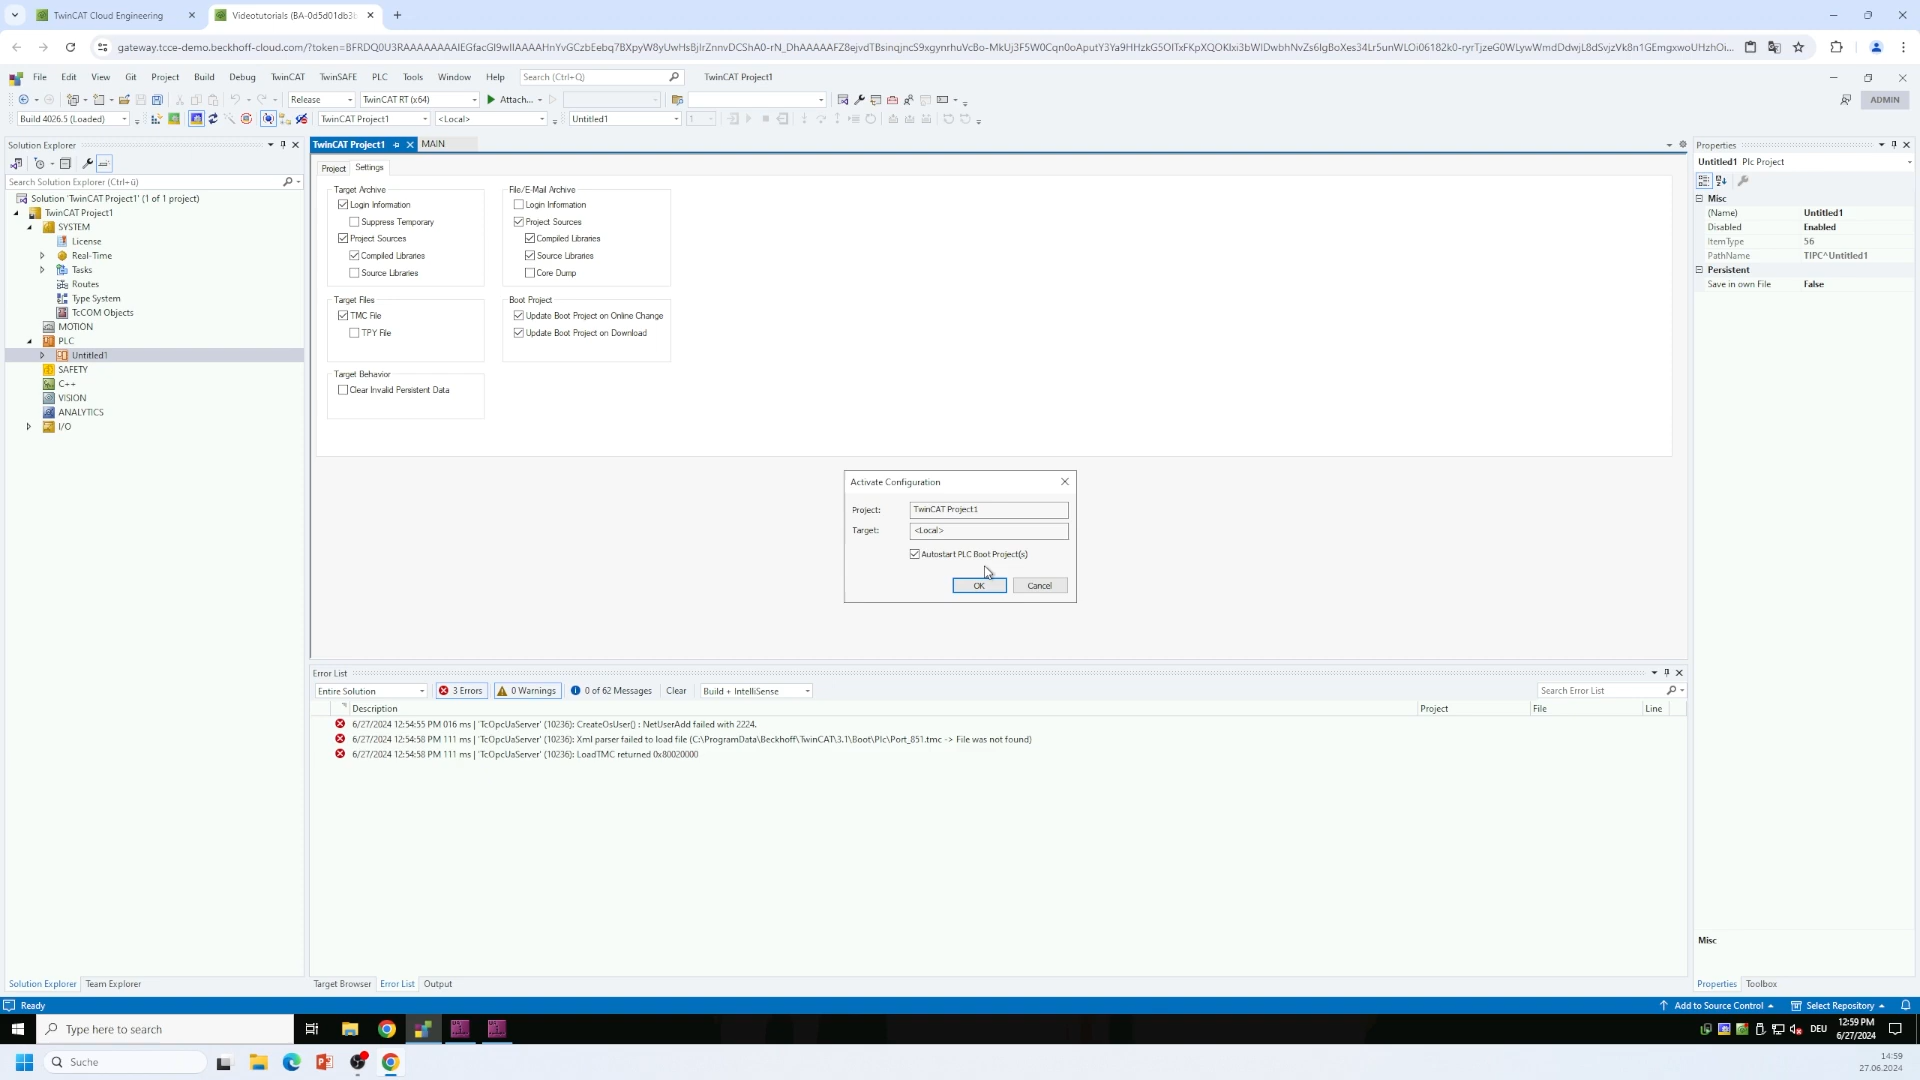 TwinCAT Cloud Engineering
Videotutorials (BA-0d5d01db3
File Edit View Git Project Build Debug TwinCAT TwinSAFE PLC Tools Window Help Search (Ctrl+Q) TwinCAT Project1
Release TwinCAT RT (x64) Attach... ADMIN
Build 4026.5 (Loaded) TwinCAT Project1 <Local> Untitled1 1
Solution Explorer
Search Solution Explorer (Ctrl+ü)
Solution 'TwinCAT Project1' (1 of 1 project)
TwinCAT Project1
SYSTEM
License
Real-Time
Tasks
Routes
Type System
TcCOM Objects
MOTION
PLC
Untitled1
SAFETY
C++
VISION
ANALYTICS
I/O
Solution Explorer Team Explorer
TwinCAT Project1 MAIN
Project Settings
Target Archive
Login Information
Suppress Temporary
Project Sources
Compiled Libraries
Source Libraries
File/E-Mail Archive
Login Information
Project Sources
Compiled Libraries
Source Libraries
Core Dump
Target Files
TMC File
TPY File
Boot Project
Update Boot Project on Online Change
Update Boot Project on Download
Target Behavior
Clear Invalid Persistent Data
Activate Configuration
Project: TwinCAT Project1
Target: <Local>
Autostart PLC Boot Project(s)
OK Cancel
Error List
Entire Solution 3 Errors 0 Warnings 0 of 62 Messages Clear Build + IntelliSense Search Error List
Description Project File Line
6/27/2024 12:54:55 PM 016 ms | 'TcOpcUaServer' (10236): CreateOsUser() : NetUserAdd failed with 2224.
6/27/2024 12:54:58 PM 111 ms | 'TcOpcUaServer' (10236): Xml parser failed to load file (C:\ProgramData\Beckhoff\TwinCAT\3.1\Boot\Plc\Port_851.tmc -> File was not found)
6/27/2024 12:54:58 PM 111 ms | 'TcOpcUaServer' (10236): LoadTMC returned 0x80020000
Target Browser Error List Output
Properties
Untitled1 Plc Project
Misc
(Name) Untitled1
Disabled Enabled
ItemType 56
PathName TIPC^Untitled1
Persistent
Save in own File False
Misc
Properties Toolbox
Ready Add to Source Control Select Repository
Type here to search DEU 12:59 PM
6/27/2024
Suche 14:59
27.06.2024